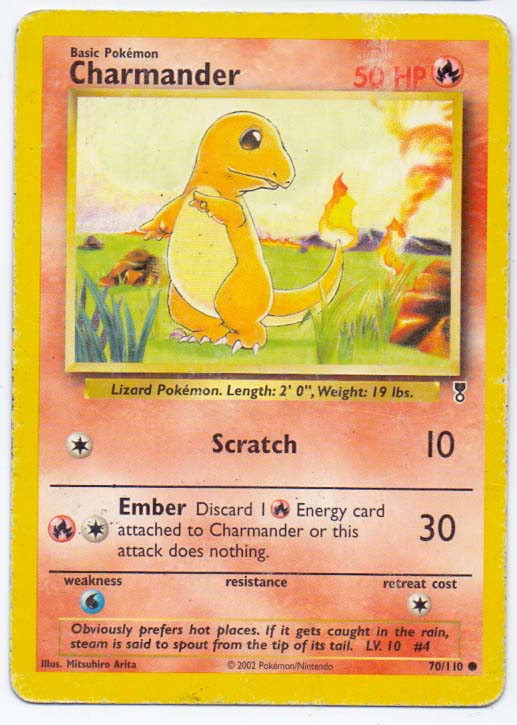 Basic Pokémon
Charmander 50 HP
Lizard Pokémon. Length: 2' 0", Weight: 19 lbs.
Scratch 10
Ember Discard 1 Energy card
attached to Charmander or this
attack does nothing.
30
weakness resistance retreat cost
Obviously prefers hot places. If it gets caught in the rain,
steam is said to spout from the tip of its tail. LV. 10 #4
Illus. Mitsuhiro Arita © 2002 Pokémon/Nintendo 70/110